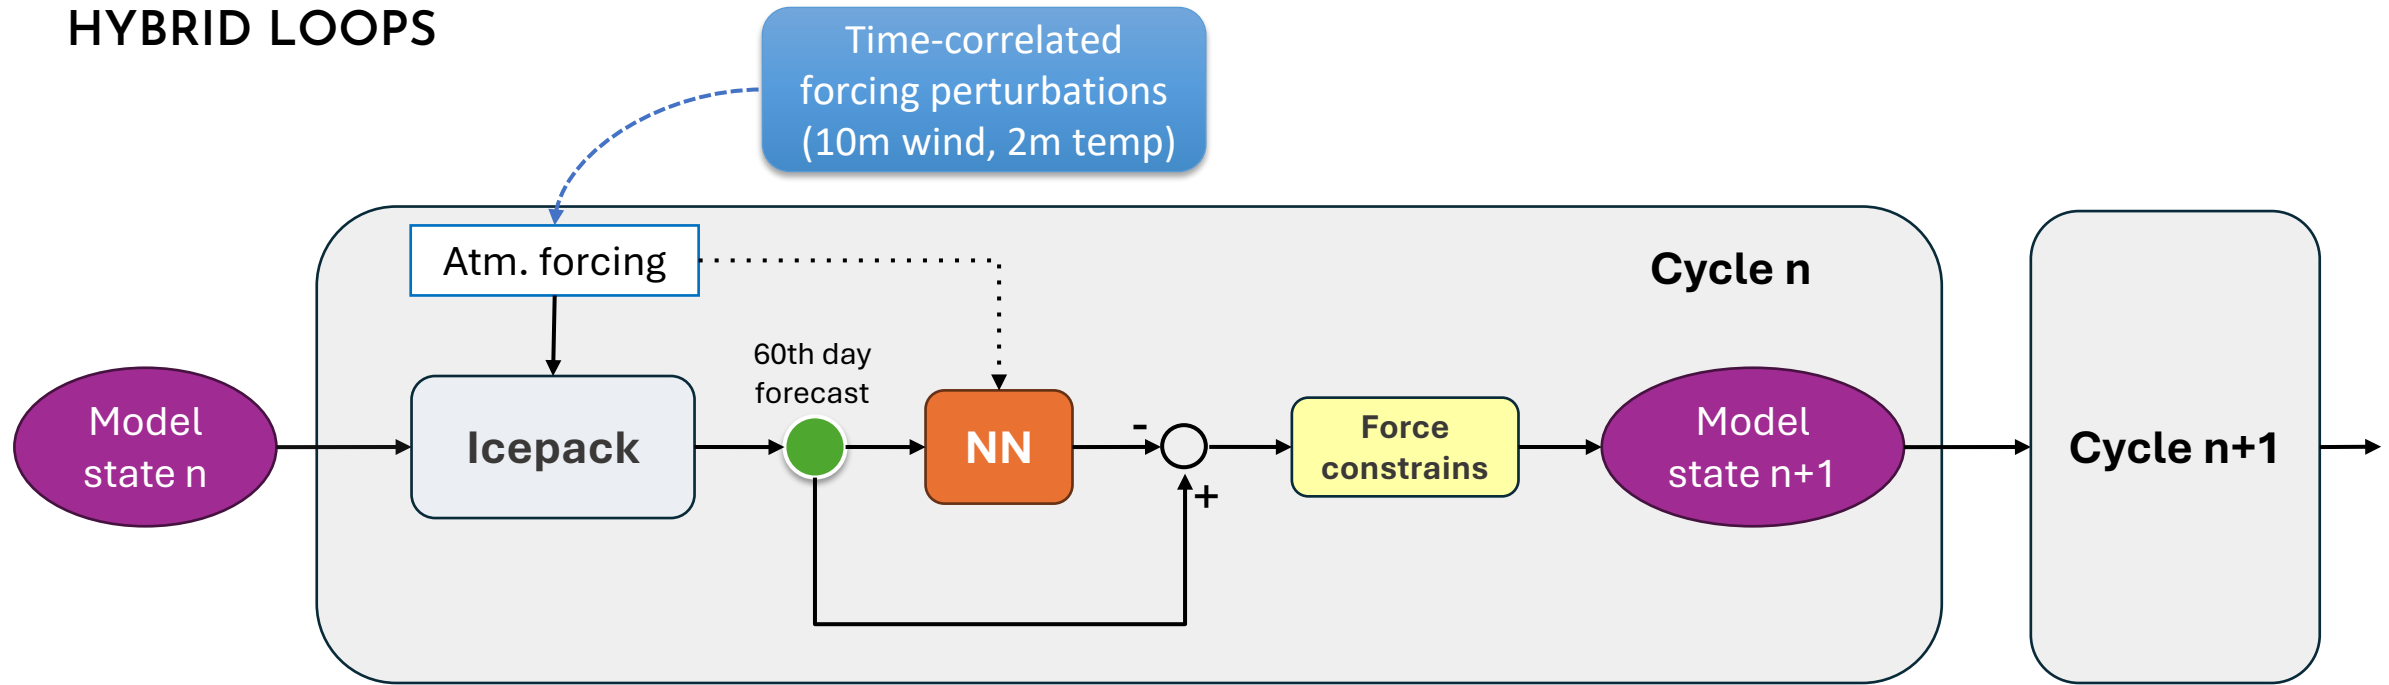 HYBRID LOOPS
Time-correlated
forcing perturbations
(10m wind, 2m temp)
Atm. forcing
Cycle n
60th day
forecast
Model
state n
Icepack
NN
-
+
Force
constrains
Model
state n+1
Cycle n+1